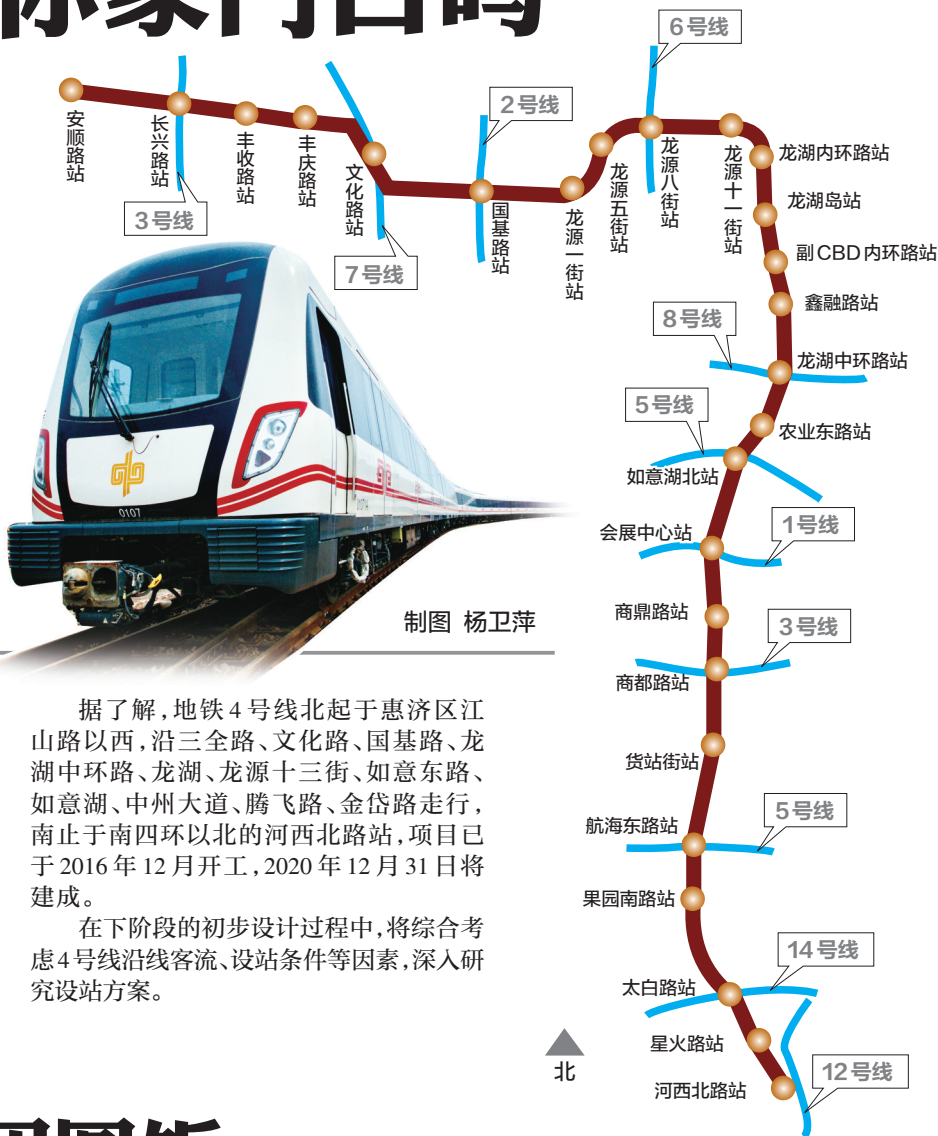 6号线
2号线
安顺路站
长兴路站
丰收路站
丰庆路站
文化路站
国基路站
龙源一街站
龙源五街站
龙源八街站
龙源十一街站
3号线
7号线
龙湖内环路站
龙湖岛站
副CBD内环路站
鑫融路站
8号线
龙湖中环路站
5号线
农业东路站
如意湖北站
1号线
会展中心站
商鼎路站
3号线
商都路站
货站街站
5号线
航海东路站
果园南路站
14号线
太白路站
星火路站
12号线
河西北路站
北
0107
制图 杨卫萍
据了解,地铁4号线北起于惠济区江
山路以西,沿三全路、文化路、国基路、龙
湖中环路、龙湖、龙源十三街、如意东路、
如意湖、中州大道、腾飞路、金岱路走行,
南止于南四环以北的河西北路站,项目已
于2016年12月开工,2020年12月31日将
建成。
在下阶段的初步设计过程中,将综合考
虑4号线沿线客流、设站条件等因素,深入研
究设站方案。